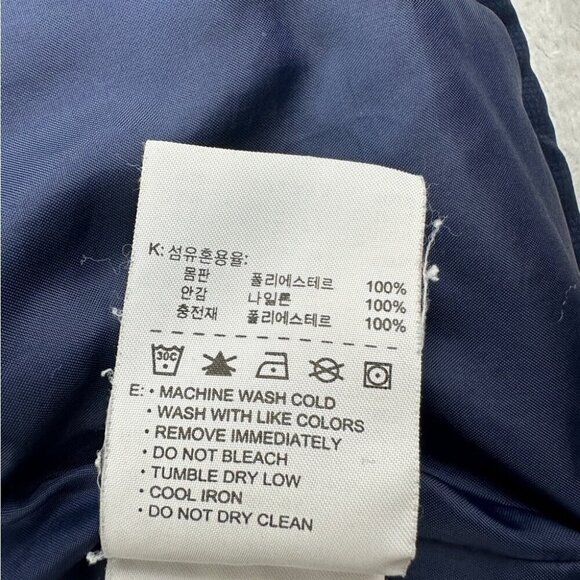 K: 섬유혼용율:
몸판 폴리에스테르 100%
안감 나일론 100%
충전재 폴리에스테르 100%
30C
E: • MACHINE WASH COLD
• WASH WITH LIKE COLORS
• REMOVE IMMEDIATELY
• DO NOT BLEACH
• TUMBLE DRY LOW
• COOL IRON
• DO NOT DRY CLEAN